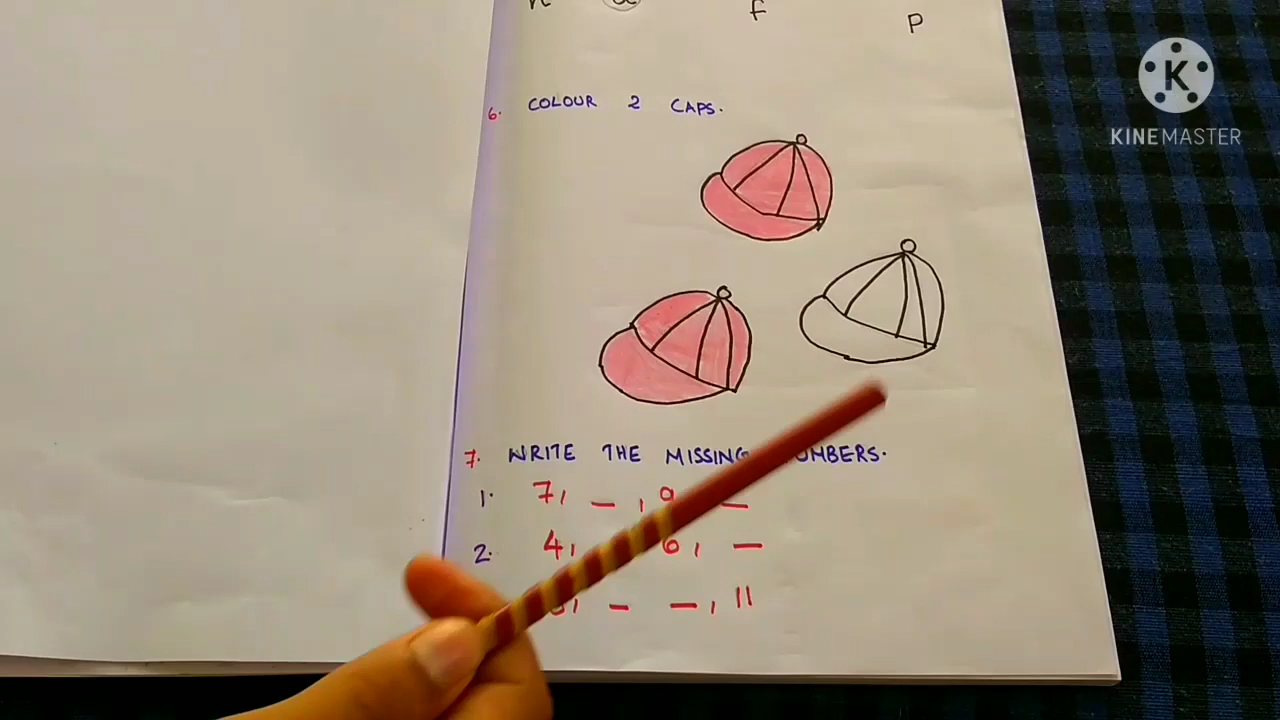 f
P
6. COLOUR 2 CAPS.
7. WRITE THE MISSING
1. 7, _ , 9 _
2. 4, 6, _
_ _, 11
K
KINEMASTER